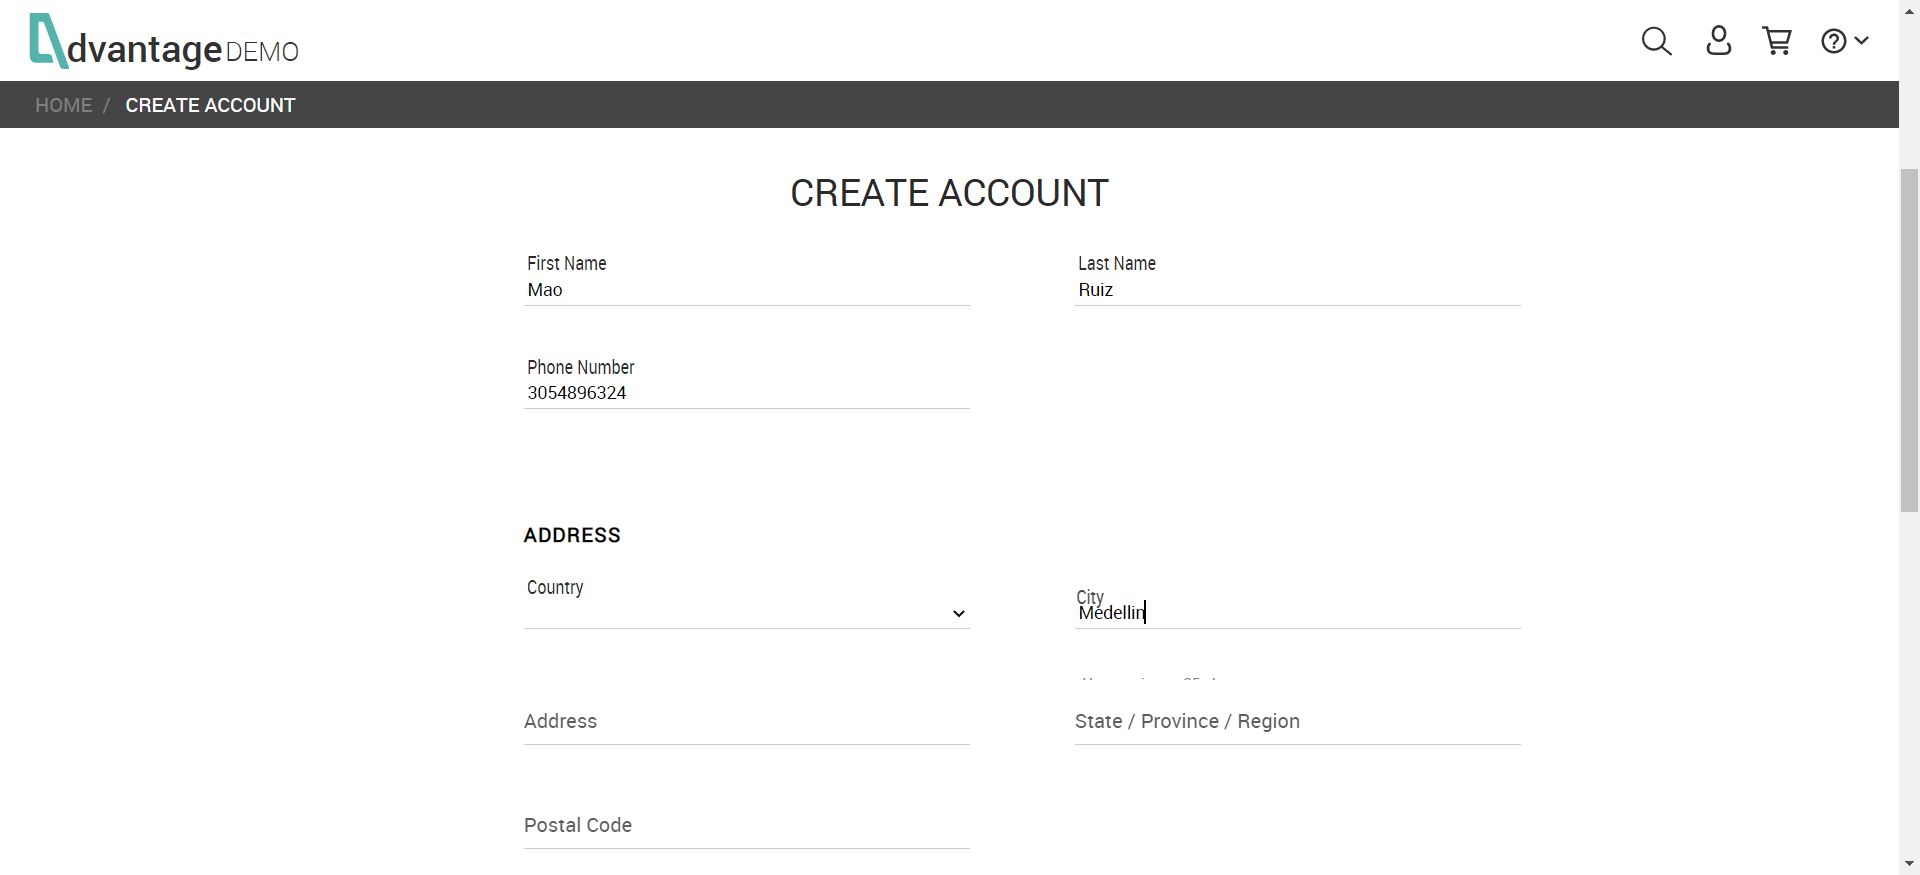 dvantage DEMO
HOME / CREATE ACCOUNT
CREATE ACCOUNT
First Name
Last Name
Mao
Ruiz
Phone Number
3054896324
ADDRESS
Country
City
Medellin
Address
State / Province / Region
Postal Code